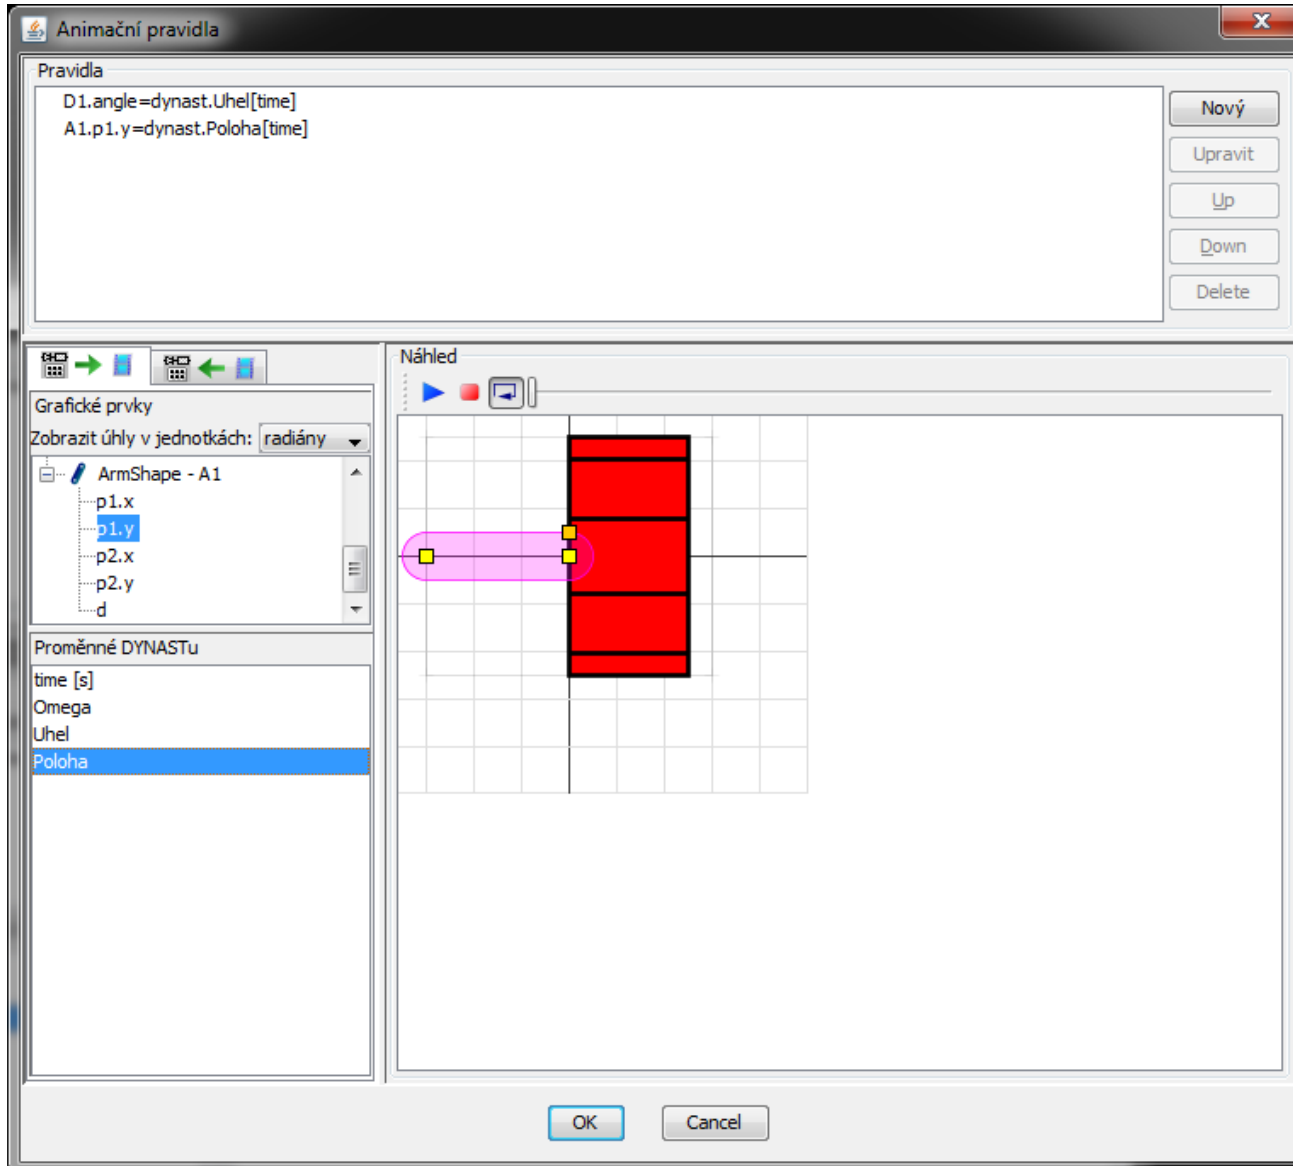 Animační pravidla
Pravidla
D1.angle=dynast.Uhel[time]
A1.p1.y=dynast.Poloha[time]
Nový
Upravit
Up
Down
Delete
Grafické prvky
Zobrazit úhly v jednotkách: radiány
ArmShape - A1
p1.x
p1.y
p2.x
p2.y
d
Proměnné DYNASTu
time [s]
Omega
Uhel
Poloha
Náhled
OK
Cancel